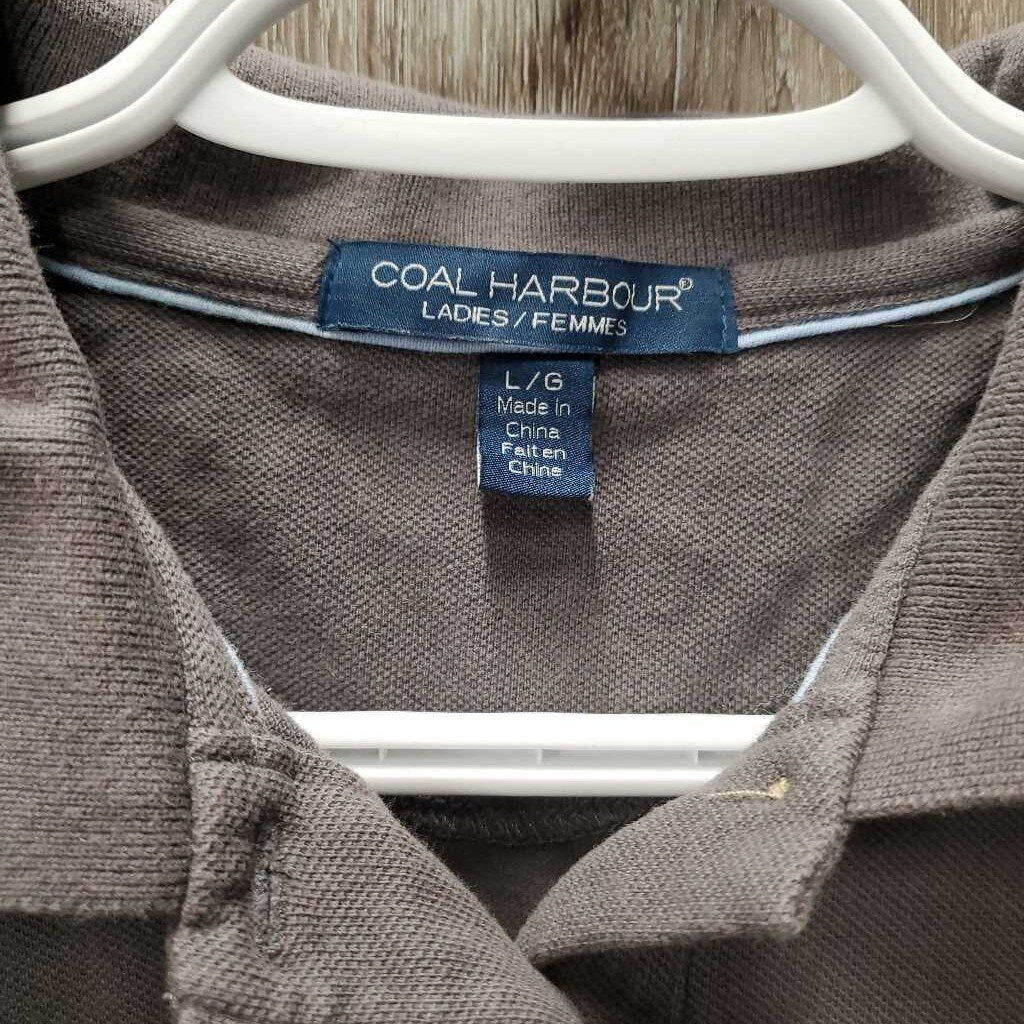 COAL HARBOUR®
LADIES / FEMMES
L/G
Made in
China
Fait en
Chine